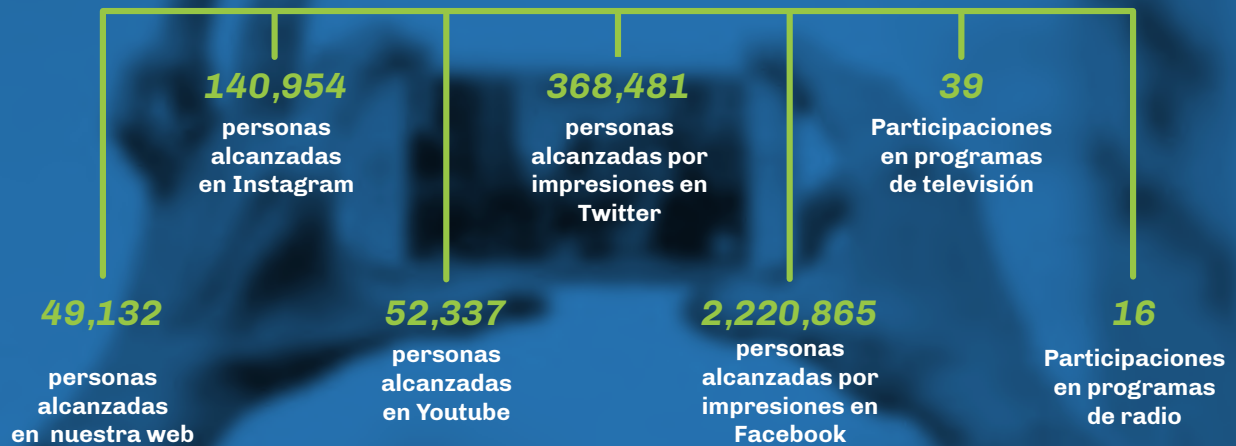 140,954
personas
alcanzadas
en Instagram
368,481
personas
alcanzadas por
impresiones en
Twitter
39
Participaciones
en programas
de televisión
49,132
personas
alcanzadas
en nuestra web
52,337
personas
alcanzadas
en Youtube
2,220,865
personas
alcanzadas por
impresiones en
Facebook
16
Participaciones
en programas
de radio